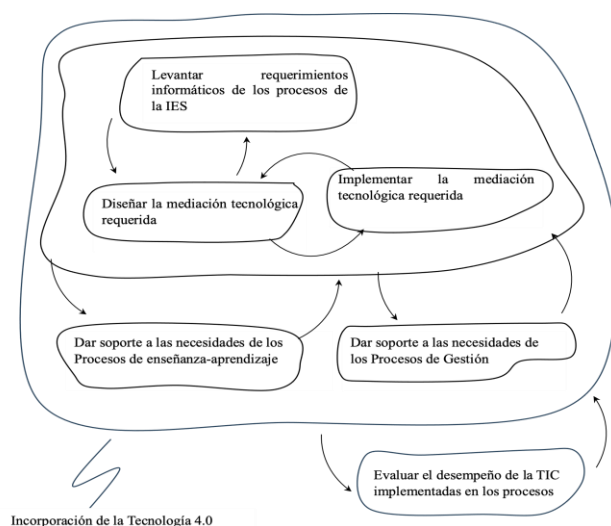 Levantar requerimientos
informáticos de los procesos de
la IES
Diseñar la mediación tecnológica
requerida
Implementar la mediación
tecnológica requerida
Dar soporte a las necesidades de los
Procesos de enseñanza-aprendizaje
Dar soporte a las necesidades de
los Procesos de Gestión
Evaluar el desempeño de la TIC
implementadas en los procesos
Incorporación de la Tecnología 4.0